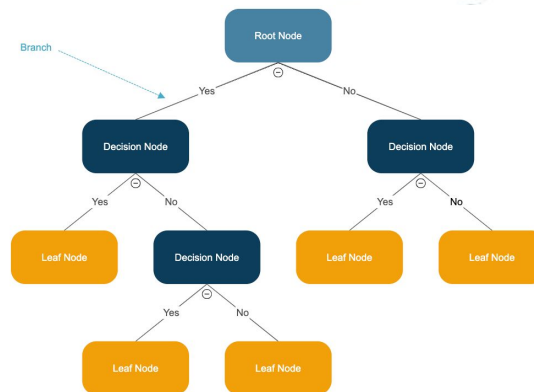 Root Node
Branch
Yes
No
Decision Node
Decision Node
Yes
No
Yes
No
Leaf Node
Decision Node
Leaf Node
Leaf Node
Yes
No
Leaf Node
Leaf Node